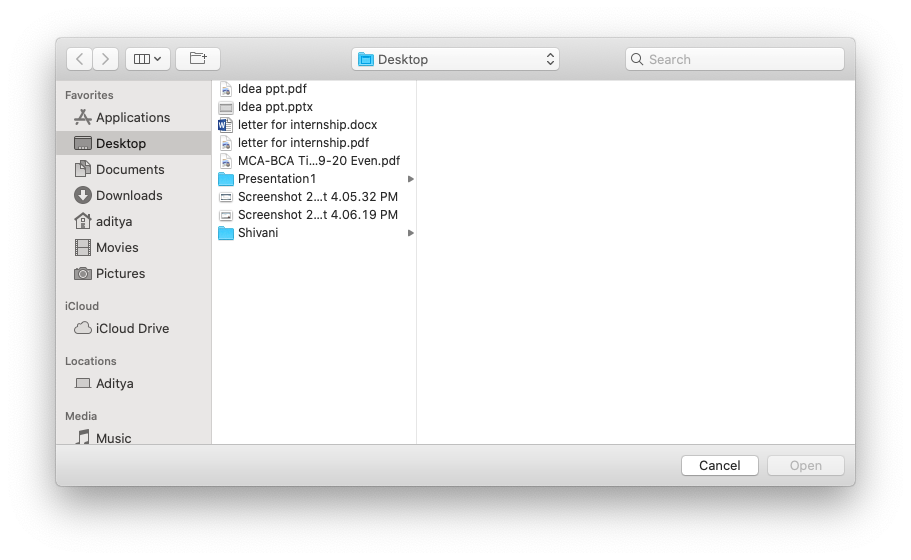 Desktop
Search
Favorites
Applications
Desktop
Documents
Downloads
aditya
Movies
Pictures
iCloud
iCloud Drive
Locations
Aditya
Media
Music
Idea ppt.pdf
Idea ppt.pptx
letter for internship.docx
letter for internship.pdf
MCA-BCA Ti...9-20 Even.pdf
Presentation1
Screenshot 2...t 4.05.32 PM
Screenshot 2...t 4.06.19 PM
Shivani
Cancel
Open